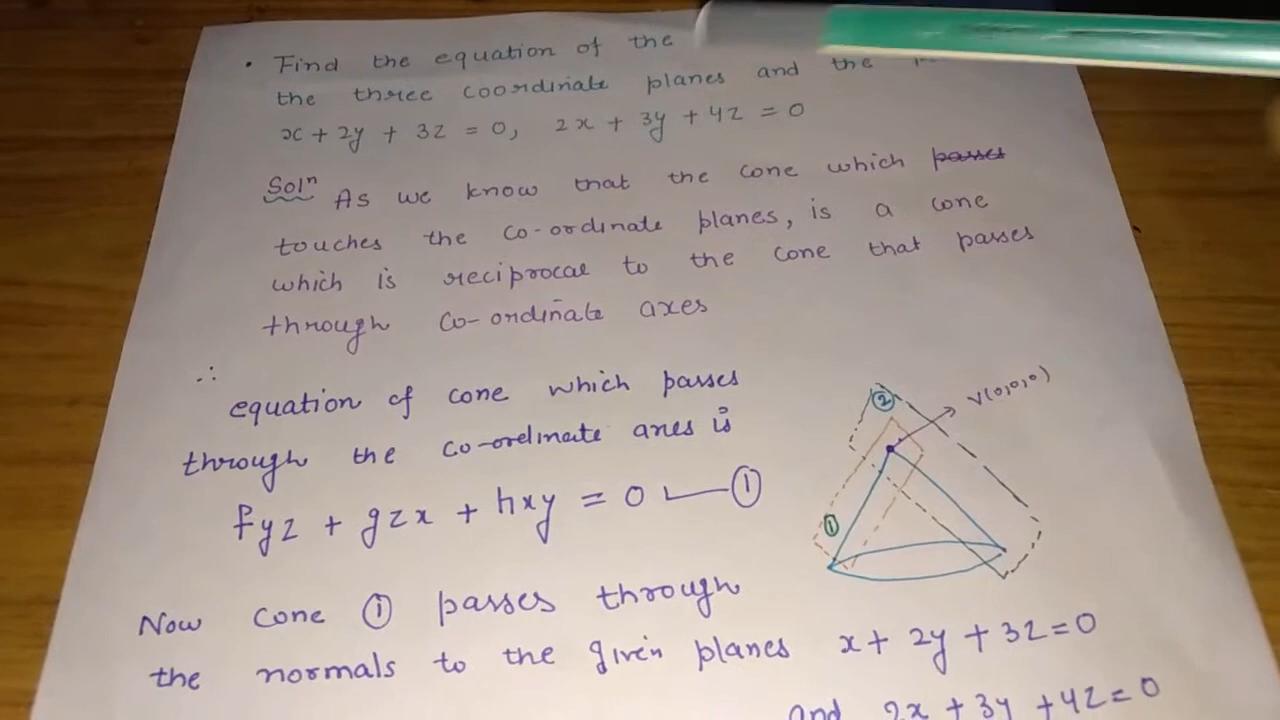 • Find the equation of the
the three coordinate planes and the
x + 2y + 3z = 0, 2x + 3y + 4z = 0
Solⁿ As we know that the cone which passes
touches the co-ordinate planes, is a cone
which is reciprocal to the cone that passes
through co-ordinate axes
∴
equation of cone which passes
through the co-ordinate axes is
fyz + gzx + hxy = 0 — ①
②
V(0,0,0)
①
Now cone ① passes through
the normals to the given planes x + 2y + 3z = 0
and 2x + 3y + 4z = 0